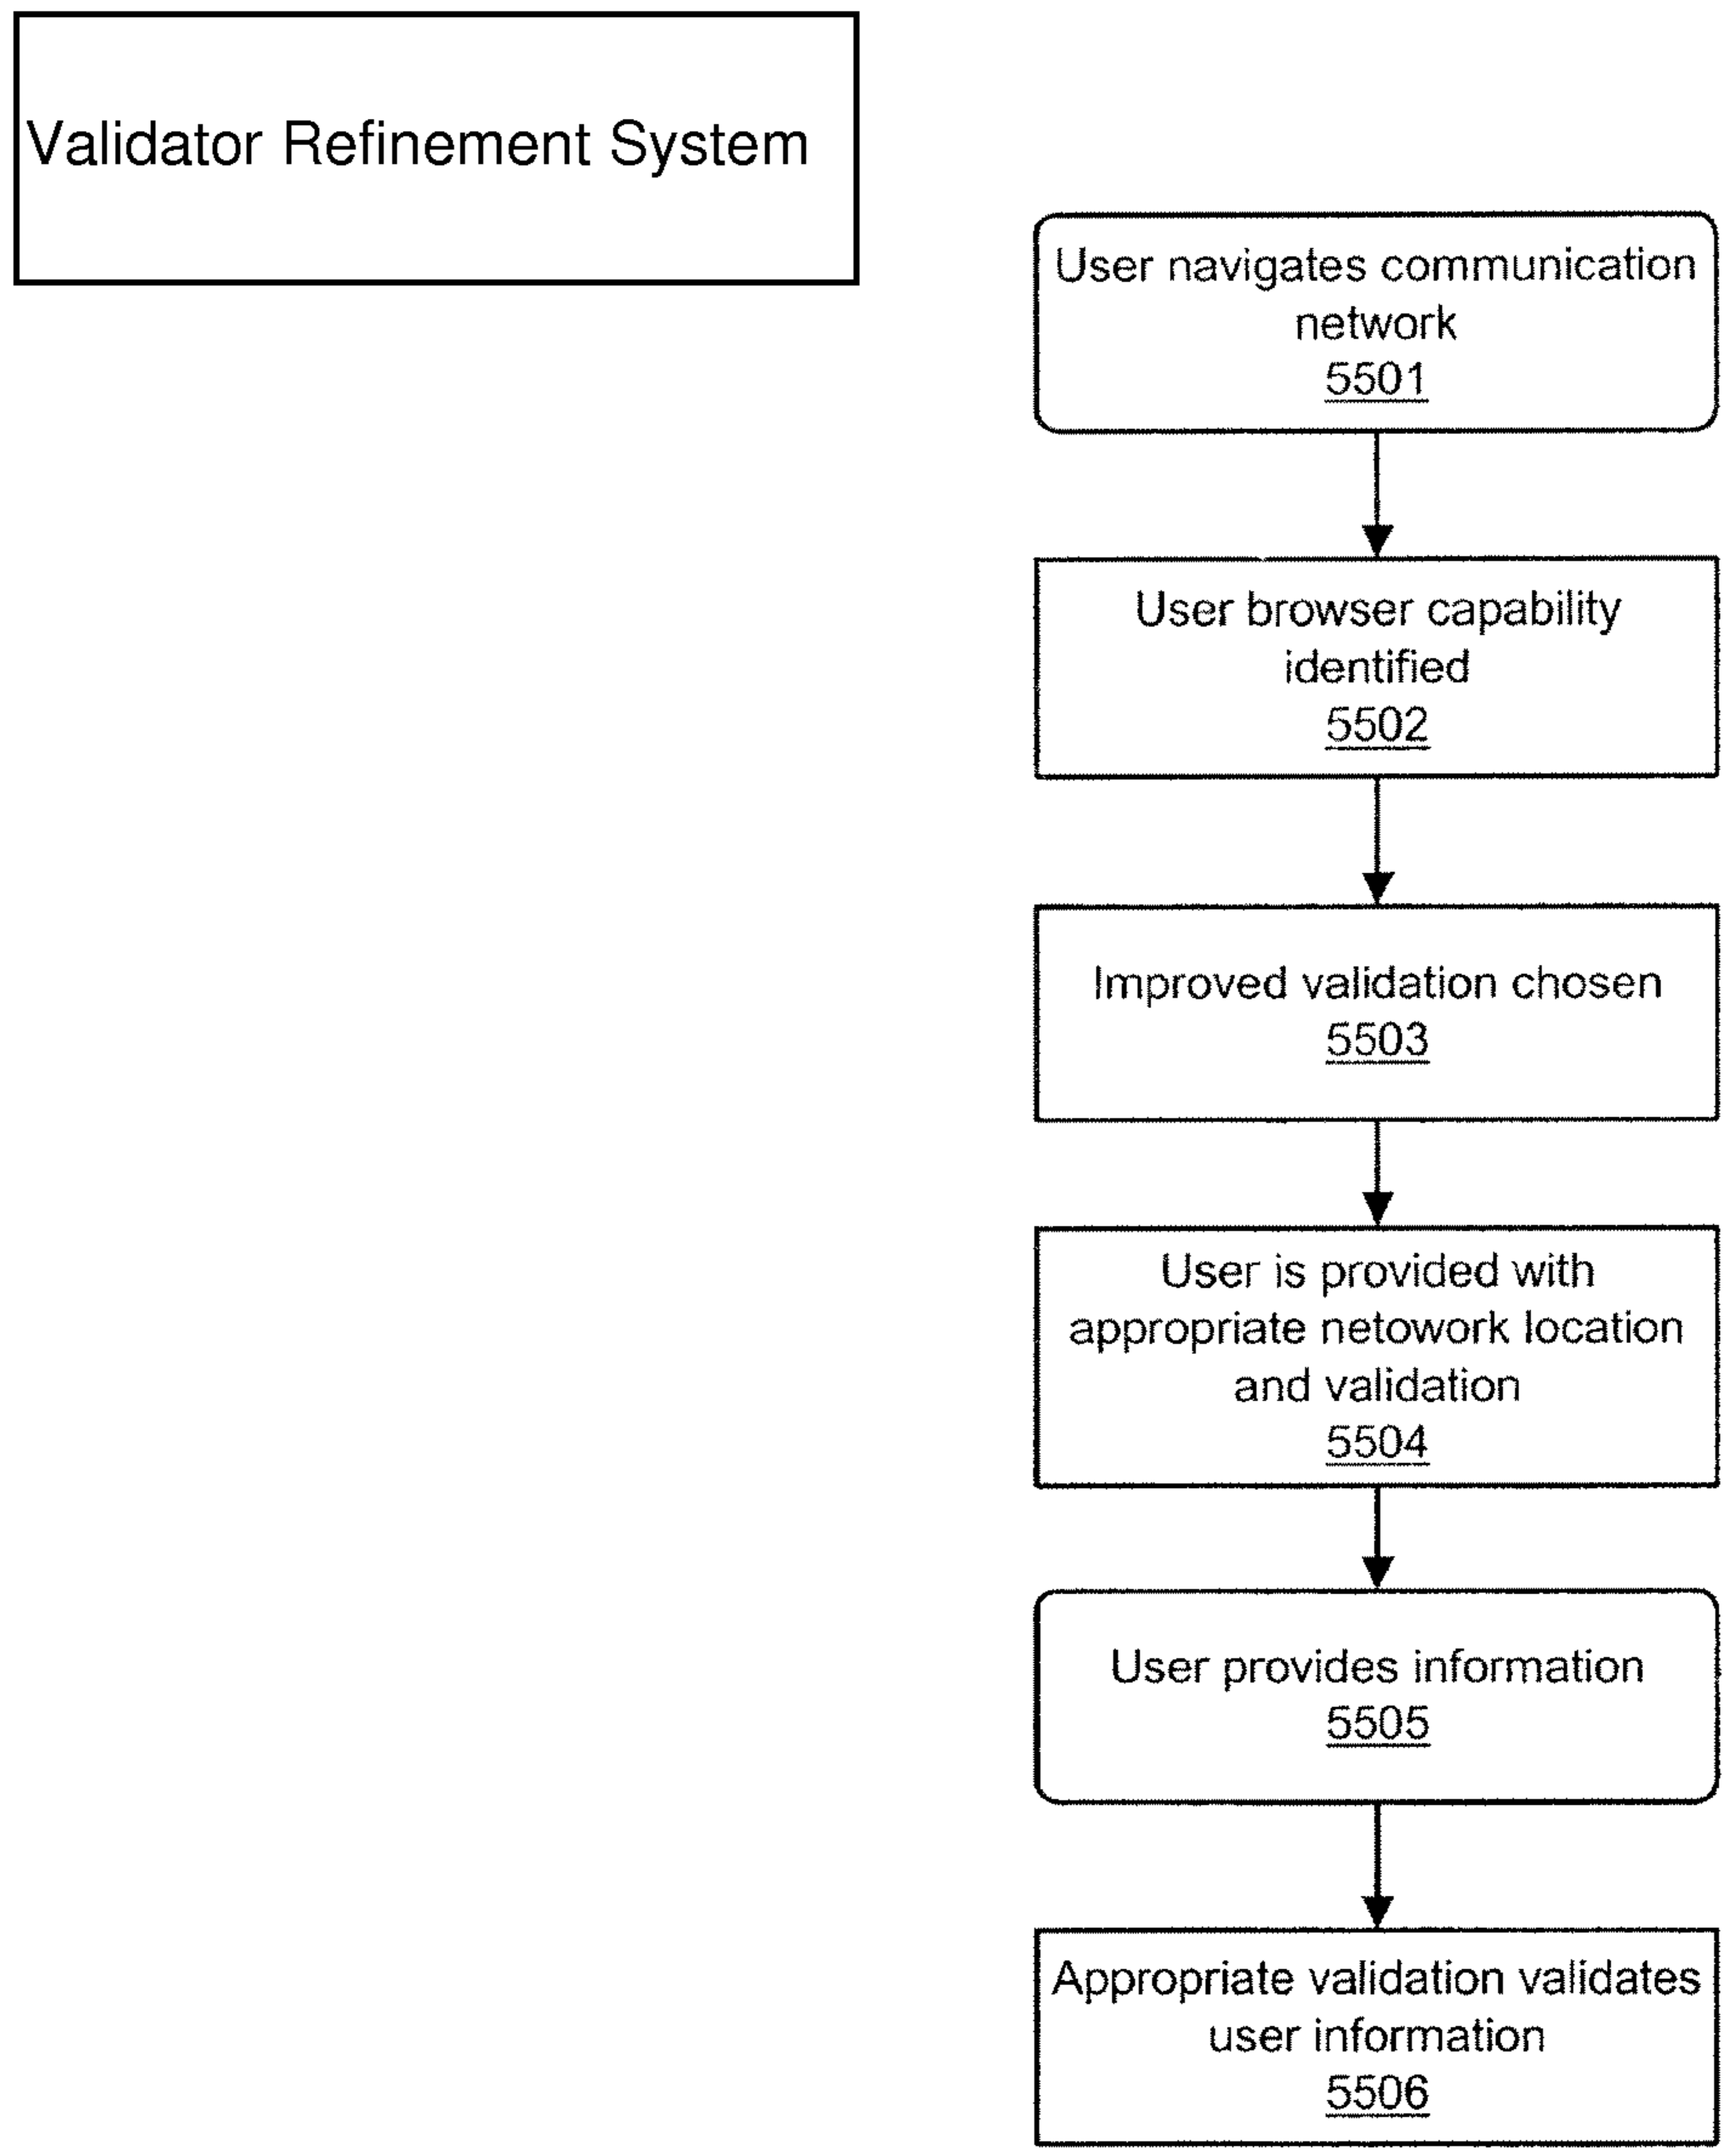 Validator Refinement System
User navigates communication
network
5501
User browser capability
identified
5502
Improved validation chosen
5503
User is provided with
appropriate netowork location
and validation
5504
User provides information
5505
Appropriate validation validates
user information
5506